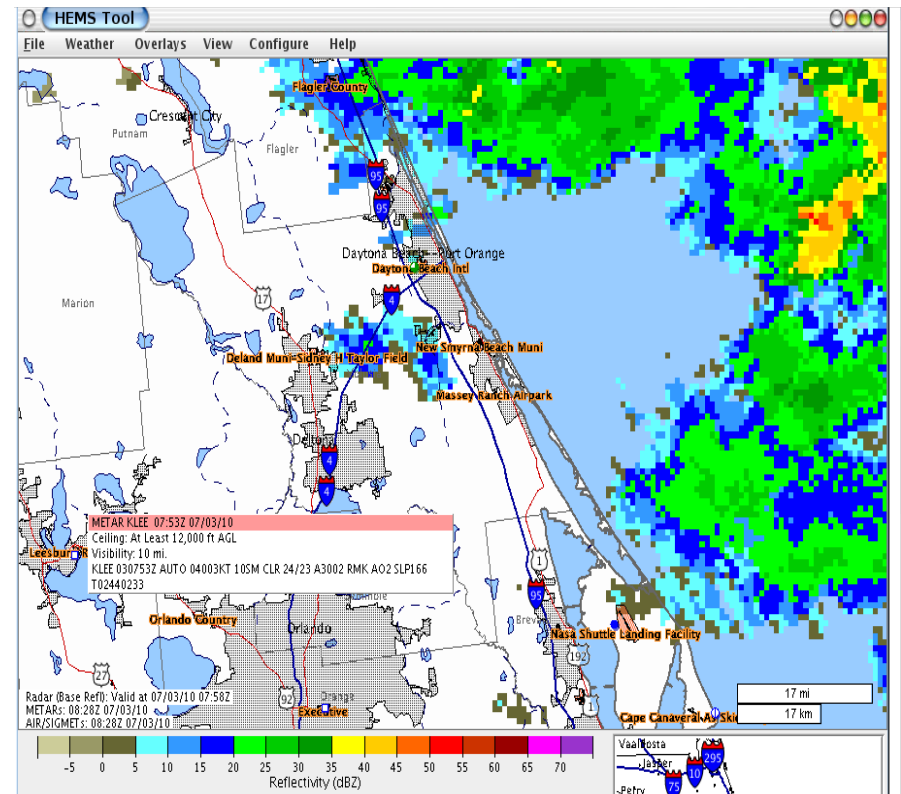 HEMS Tool
File Weather Overlays View Configure Help
Flagler County
Crescent City
Putnam
Flagler
95
95
Daytona Beach--Port Orange
Daytona Beach Intl
Marion
17
4
New Smyrna Beach Muni
Deland Muni-Sidney H Taylor Field
Massey Ranch Airpark
Deltona
4
4
METAR KLEE 07:53Z 07/03/10
Ceiling: At Least 12,000 ft AGL
Visibility: 10 mi.
KLEE 030753Z AUTO 04003KT 10SM CLR 24/23 A3002 RMK AO2 SLP166
T02440233
1
95
Orlando Country
Orlando
Nasa Shuttle Landing Facility
192
27
Radar (Base Refl): Valid at 07/03/10 07:58Z
METARs: 08:28Z 07/03/10
AIR/SIGMETs: 08:28Z 07/03/10
92
Orange
Executive
1
17 mi
17 km
Cape Canaveral
-5 0 5 10 15 20 25 30 35 40 45 50 55 60 65 70
Reflectivity (dBZ)
Jasper
295
10
75